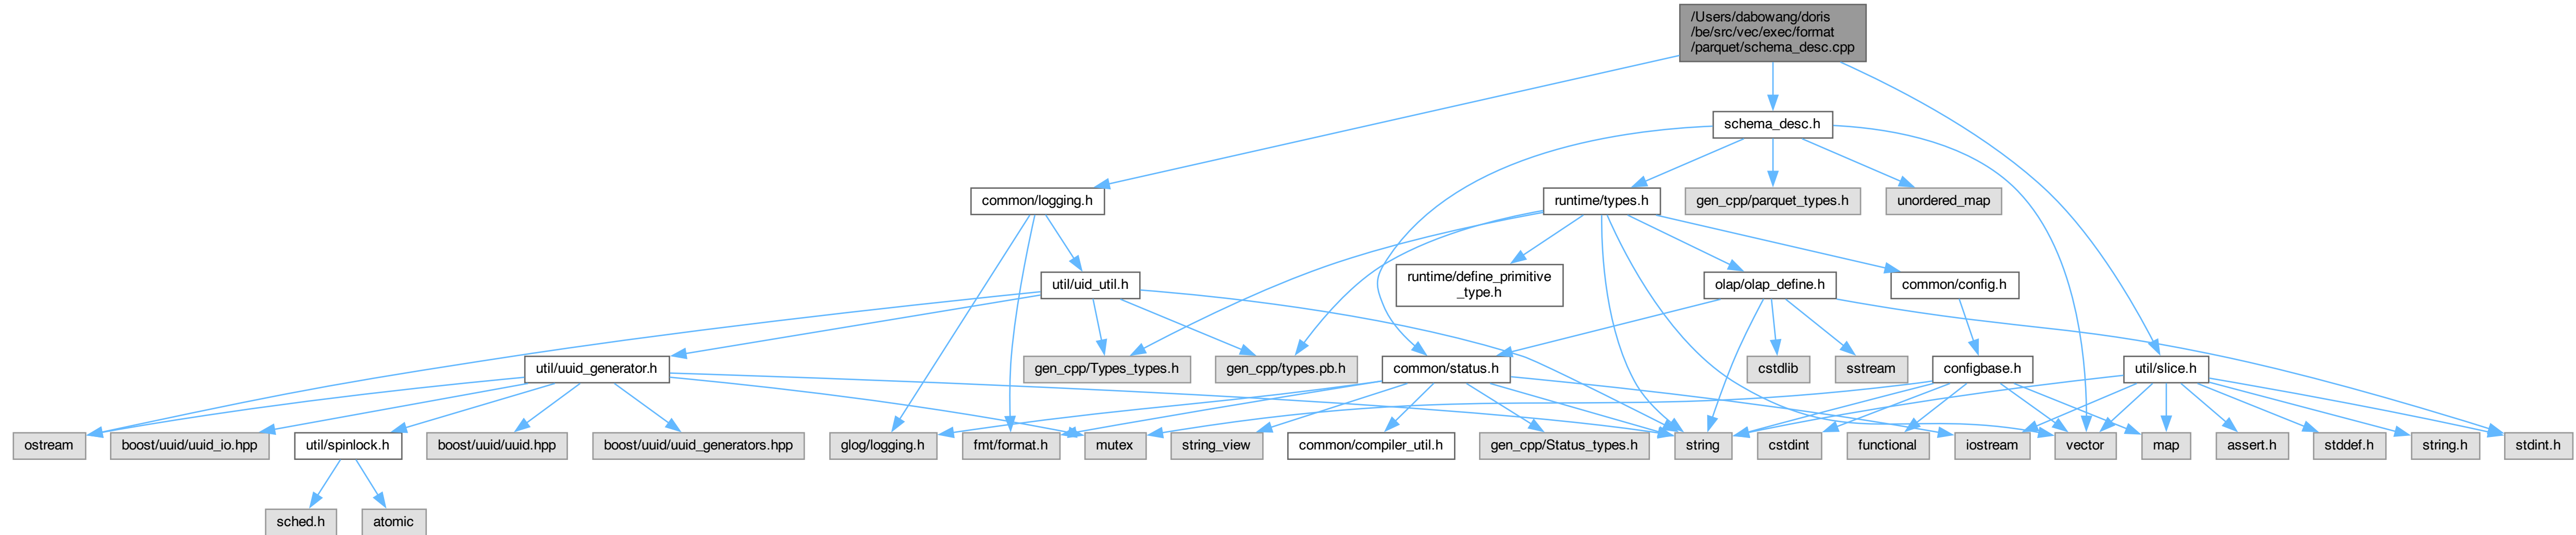 /Users/dabowang/doris
/be/src/vec/exec/format
/parquet/schema_desc.cpp
schema_desc.h
common/logging.h
runtime/types.h
gen_cpp/parquet_types.h
unordered_map
util/uid_util.h
runtime/define_primitive
_type.h
olap/olap_define.h
common/config.h
util/uuid_generator.h
gen_cpp/Types_types.h
gen_cpp/types.pb.h
common/status.h
cstdlib
sstream
configbase.h
util/slice.h
ostream
boost/uuid/uuid_io.hpp
util/spinlock.h
boost/uuid/uuid.hpp
boost/uuid/uuid_generators.hpp
glog/logging.h
fmt/format.h
mutex
string_view
common/compiler_util.h
gen_cpp/Status_types.h
string
cstdint
functional
iostream
vector
map
assert.h
stddef.h
string.h
stdint.h
sched.h
atomic